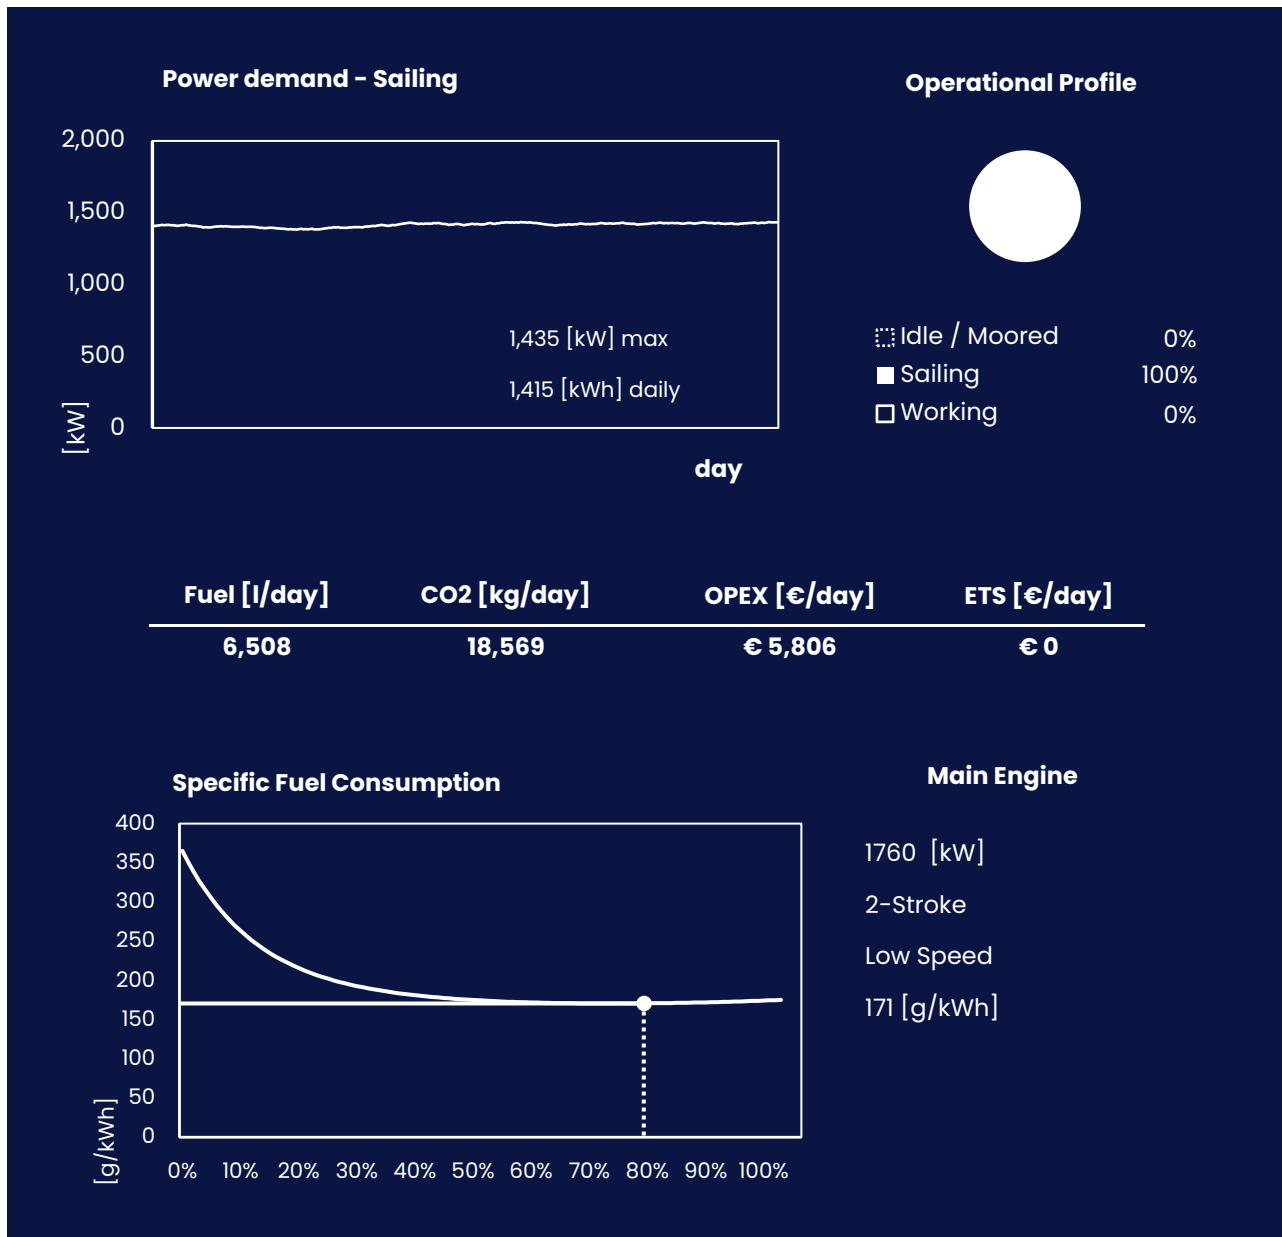 Power demand - Sailing
Operational Profile
2,000
1,500
1,000
500
0
[kW]
1,435 [kW] max
1,415 [kWh] daily
day
Idle / Moored 0%
Sailing 100%
Working 0%
Fuel [l/day] CO2 [kg/day] OPEX [€/day] ETS [€/day]
6,508 18,569 € 5,806 € 0
Specific Fuel Consumption
Main Engine
400
350
300
250
200
150
100
50
0
[g/kWh]
0% 10% 20% 30% 40% 50% 60% 70% 80% 90% 100%
1760 [kW]
2-Stroke
Low Speed
171 [g/kWh]